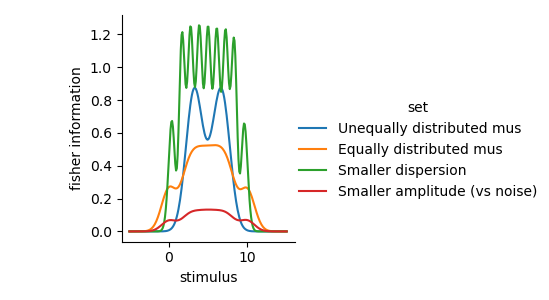 1.2
1.0
0.8
0.6
0.4
0.2
0.0
fisher information
0 10
stimulus
set
Unequally distributed mus
Equally distributed mus
Smaller dispersion
Smaller amplitude (vs noise)